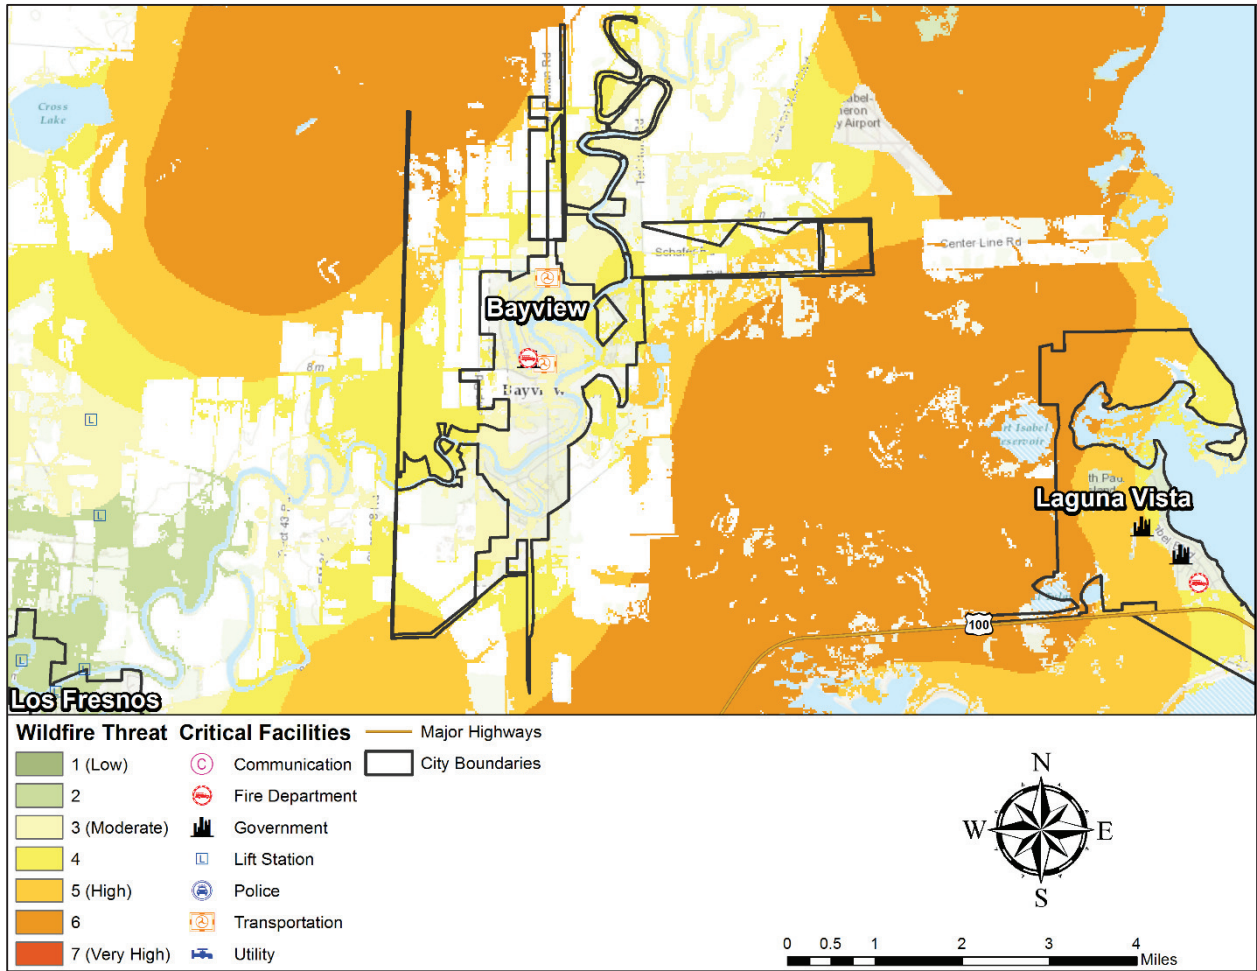 Cross
Lake
Center Line Rd
Bayview
8 m
Bayview
Laguna Vista
100
Los Fresnos
Wildfire Threat
1 (Low)
2
3 (Moderate)
4
5 (High)
6
7 (Very High)
Critical Facilities
C Communication
Fire Department
Government
L Lift Station
Police
Transportation
Utility
Major Highways
City Boundaries
N
W E
S
0 0.5 1 2 3 4
Miles